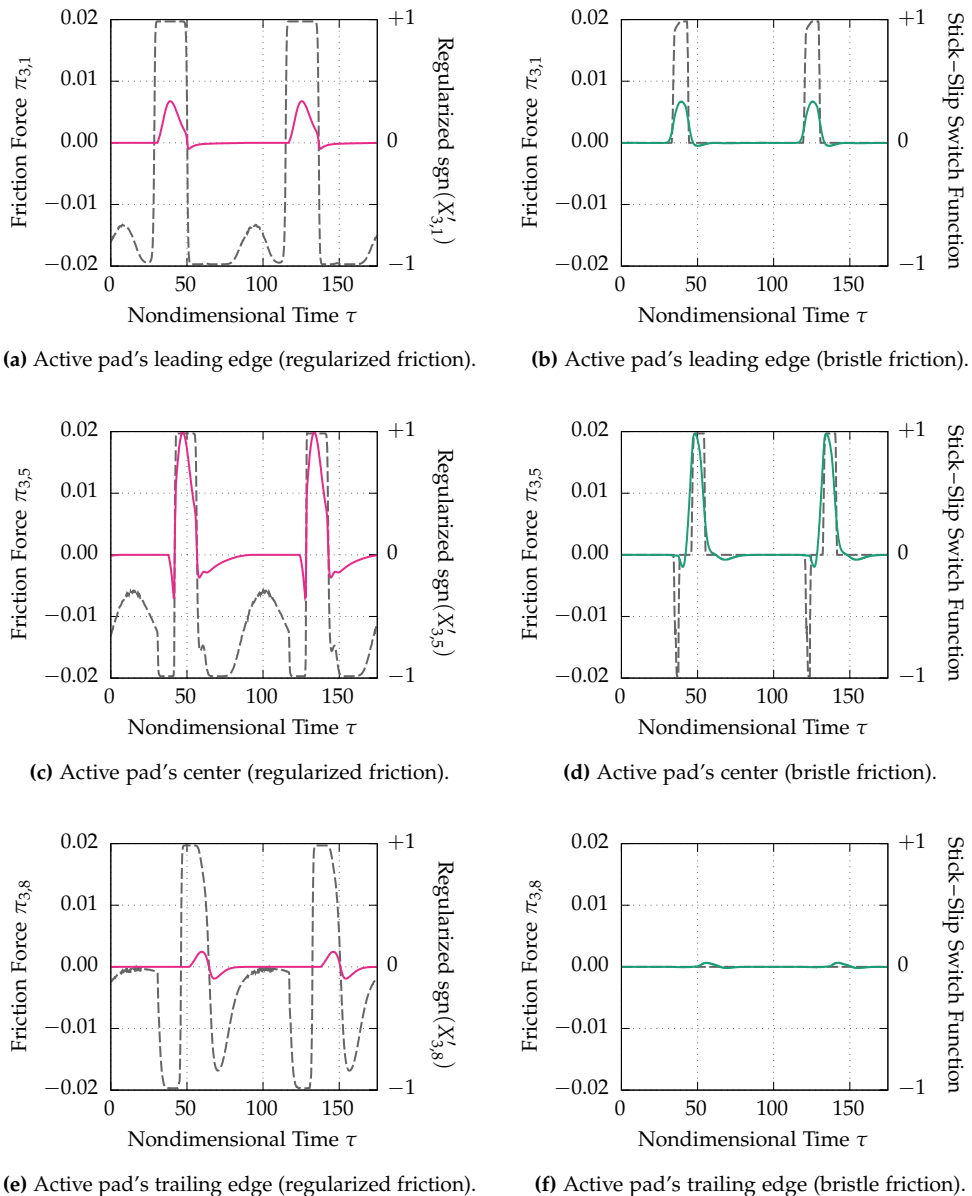 0.02
0.01
0.00
−0.01
−0.02
Friction Force π3,1
+1
0
−1
Regularized sgn(X′3,1)
0 50 100 150
Nondimensional Time τ
(a) Active pad's leading edge (regularized friction).
0.02
0.01
0.00
−0.01
−0.02
Friction Force π3,1
+1
0
−1
Stick−Slip Switch Function
0 50 100 150
Nondimensional Time τ
(b) Active pad's leading edge (bristle friction).
0.02
0.01
0.00
−0.01
−0.02
Friction Force π3,5
+1
0
−1
Regularized sgn(X′3,5)
0 50 100 150
Nondimensional Time τ
(c) Active pad's center (regularized friction).
0.02
0.01
0.00
−0.01
−0.02
Friction Force π3,5
+1
0
−1
Stick−Slip Switch Function
0 50 100 150
Nondimensional Time τ
(d) Active pad's center (bristle friction).
0.02
0.01
0.00
−0.01
−0.02
Friction Force π3,8
+1
0
−1
Regularized sgn(X′3,8)
0 50 100 150
Nondimensional Time τ
(e) Active pad's trailing edge (regularized friction).
0.02
0.01
0.00
−0.01
−0.02
Friction Force π3,8
+1
0
−1
Stick−Slip Switch Function
0 50 100 150
Nondimensional Time τ
(f) Active pad's trailing edge (bristle friction).